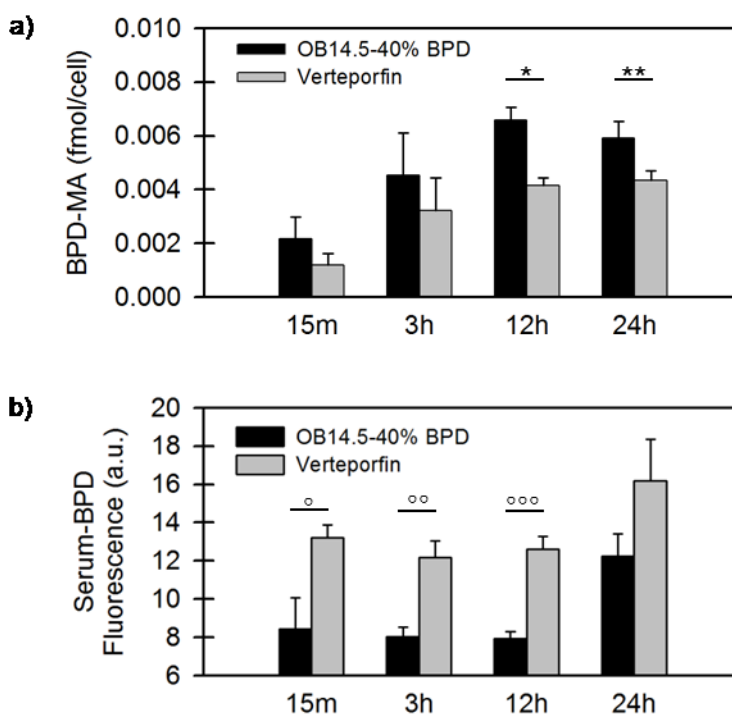 a)
0.010
0.008
0.006
0.004
0.002
0.000
BPD-MA (fmol/cell)
OB14.5-40% BPD
Verteporfin
*
**
15m 3h 12h 24h
b)
20
18
16
14
12
10
8
6
Serum-BPD
Fluorescence (a.u.)
OB14.5-40% BPD
Verteporfin
○ ○○ ○○○
15m 3h 12h 24h